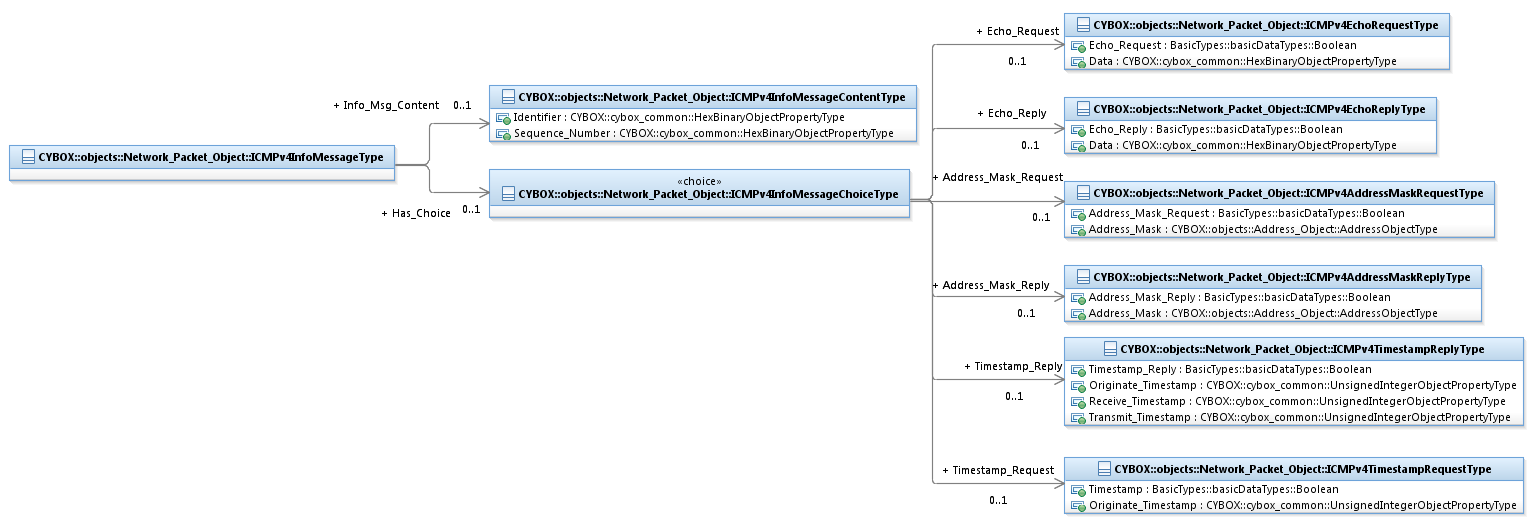 CYBOX::objects::Network_Packet_Object::ICMPv4InfoMessageType
+ Info_Msg_Content 0..1
CYBOX::objects::Network_Packet_Object::ICMPv4InfoMessageContentType
Identifier : CYBOX::cybox_common::HexBinaryObjectPropertyType
Sequence_Number : CYBOX::cybox_common::HexBinaryObjectPropertyType
+ Has_Choice 0..1
«choice»
CYBOX::objects::Network_Packet_Object::ICMPv4InfoMessageChoiceType
+ Echo_Request
0..1
CYBOX::objects::Network_Packet_Object::ICMPv4EchoRequestType
Echo_Request : BasicTypes::basicDataTypes::Boolean
Data : CYBOX::cybox_common::HexBinaryObjectPropertyType
+ Echo_Reply
0..1
CYBOX::objects::Network_Packet_Object::ICMPv4EchoReplyType
Echo_Reply : BasicTypes::basicDataTypes::Boolean
Data : CYBOX::cybox_common::HexBinaryObjectPropertyType
+ Address_Mask_Request
0..1
CYBOX::objects::Network_Packet_Object::ICMPv4AddressMaskRequestType
Address_Mask_Request : BasicTypes::basicDataTypes::Boolean
Address_Mask : CYBOX::objects::Address_Object::AddressObjectType
+ Address_Mask_Reply
0..1
CYBOX::objects::Network_Packet_Object::ICMPv4AddressMaskReplyType
Address_Mask_Reply : BasicTypes::basicDataTypes::Boolean
Address_Mask : CYBOX::objects::Address_Object::AddressObjectType
+ Timestamp_Reply
0..1
CYBOX::objects::Network_Packet_Object::ICMPv4TimestampReplyType
Timestamp_Reply : BasicTypes::basicDataTypes::Boolean
Originate_Timestamp : CYBOX::cybox_common::UnsignedIntegerObjectPropertyType
Receive_Timestamp : CYBOX::cybox_common::UnsignedIntegerObjectPropertyType
Transmit_Timestamp : CYBOX::cybox_common::UnsignedIntegerObjectPropertyType
+ Timestamp_Request
0..1
CYBOX::objects::Network_Packet_Object::ICMPv4TimestampRequestType
Timestamp : BasicTypes::basicDataTypes::Boolean
Originate_Timestamp : CYBOX::cybox_common::UnsignedIntegerObjectPropertyType